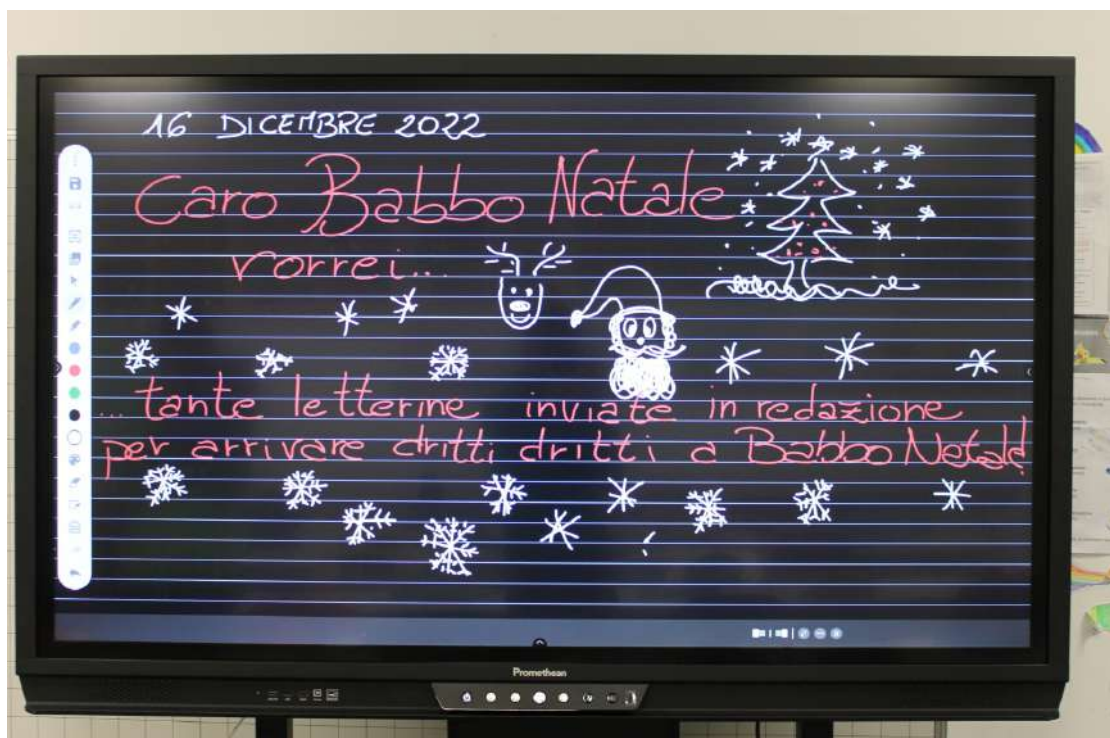 16 DICEMBRE 2022
Caro Babbo Natale
vorrei...
...tante letterine inviate in redazione
per arrivare dritti dritti a Babbo Natale!
Promethean